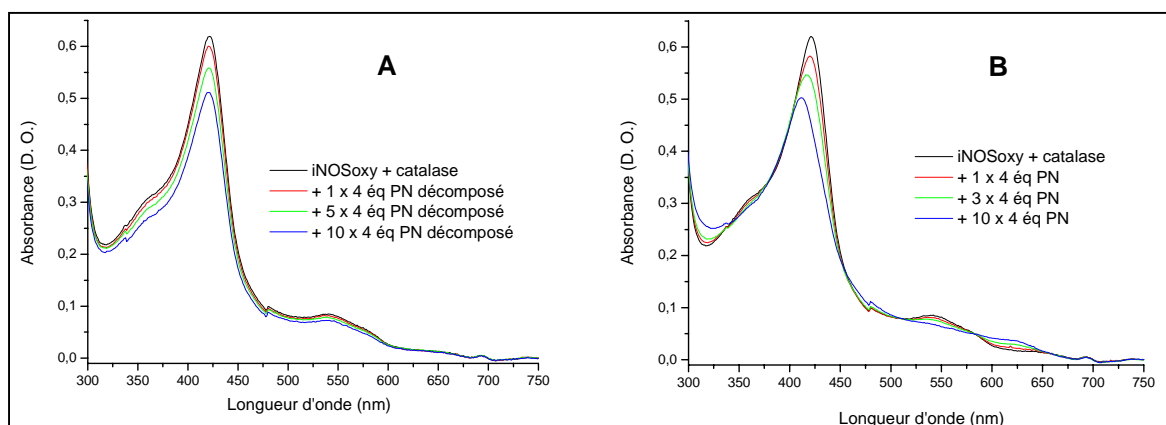 A
Absorbance (D. O.)
0,6
0,5
0,4
0,3
0,2
0,1
0,0
iNOSoxy + catalase
+ 1 x 4 éq PN décomposé
+ 5 x 4 éq PN décomposé
+ 10 x 4 éq PN décomposé
300 350 400 450 500 550 600 650 700 750
Longueur d'onde (nm)
B
Absorbance (D. O.)
0,6
0,5
0,4
0,3
0,2
0,1
0,0
iNOSoxy + catalase
+ 1 x 4 éq PN
+ 3 x 4 éq PN
+ 10 x 4 éq PN
300 350 400 450 500 550 600 650 700 750
Longueur d'onde (nm)